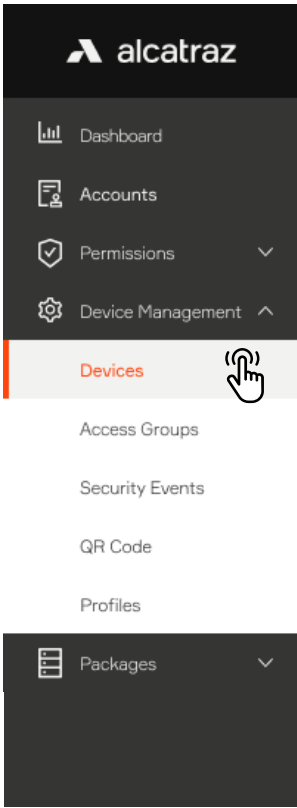 alcatraz
Dashboard
Accounts
Permissions
Device Management
Devices
Access Groups
Security Events
QR Code
Profiles
Packages